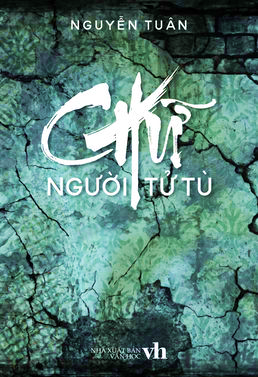 NGUYỄN TUÂN
CHỮ
NGƯỜI TỬ TÙ
NHÀ XUẤT BẢN
VĂN HỌC
vh